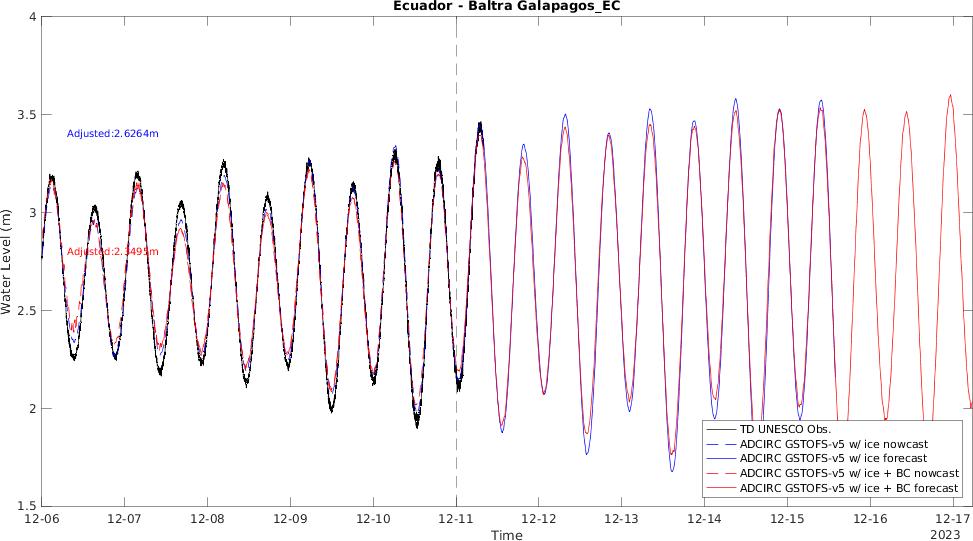 Ecuador - Baltra Galapagos_EC
4
3.5
3
2.5
2
1.5
Water Level (m)
Adjusted:2.6264m
Adjusted:2.3495m
TD UNESCO Obs.
ADCIRC GSTOFS-v5 w/ ice nowcast
ADCIRC GSTOFS-v5 w/ ice forecast
ADCIRC GSTOFS-v5 w/ ice + BC nowcast
ADCIRC GSTOFS-v5 w/ ice + BC forecast
12-06 12-07 12-08 12-09 12-10 12-11 12-12 12-13 12-14 12-15 12-16 12-17
Time
2023